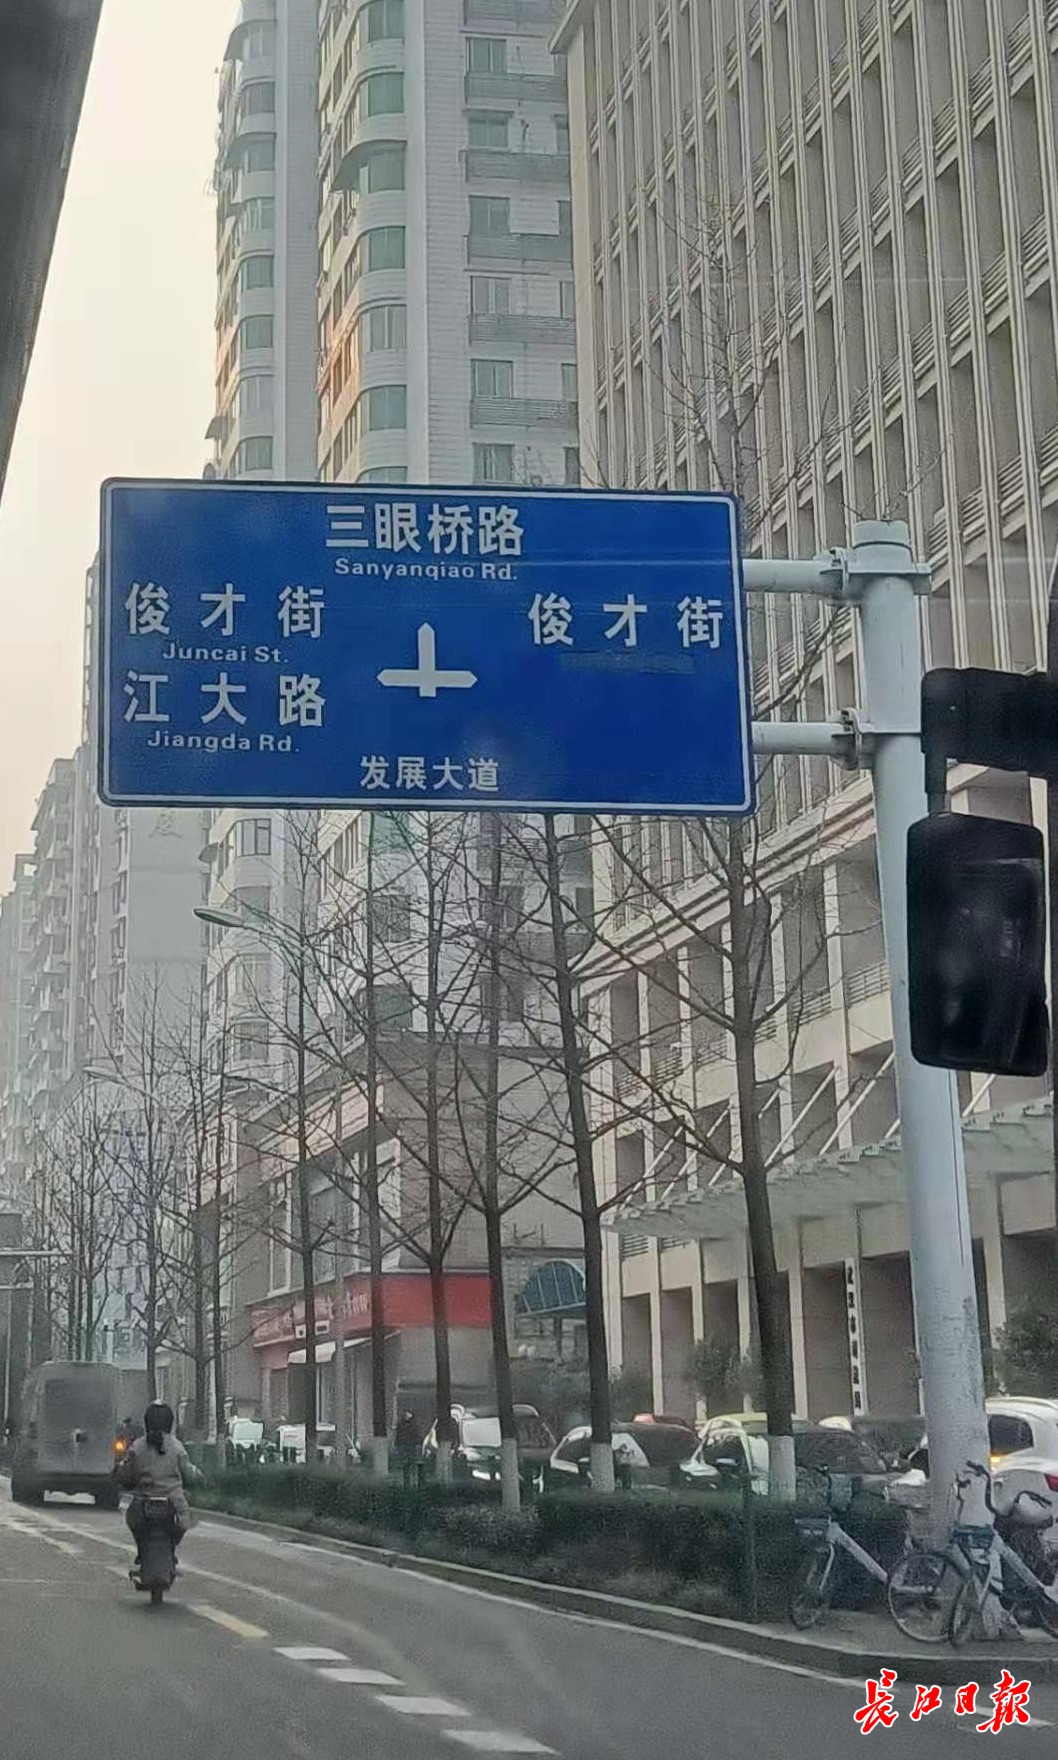 三眼桥路
Sanyanqiao Rd.
俊才街
Juncai St.
俊才街
江大路
Jiangda Rd.
发展大道
长江日报